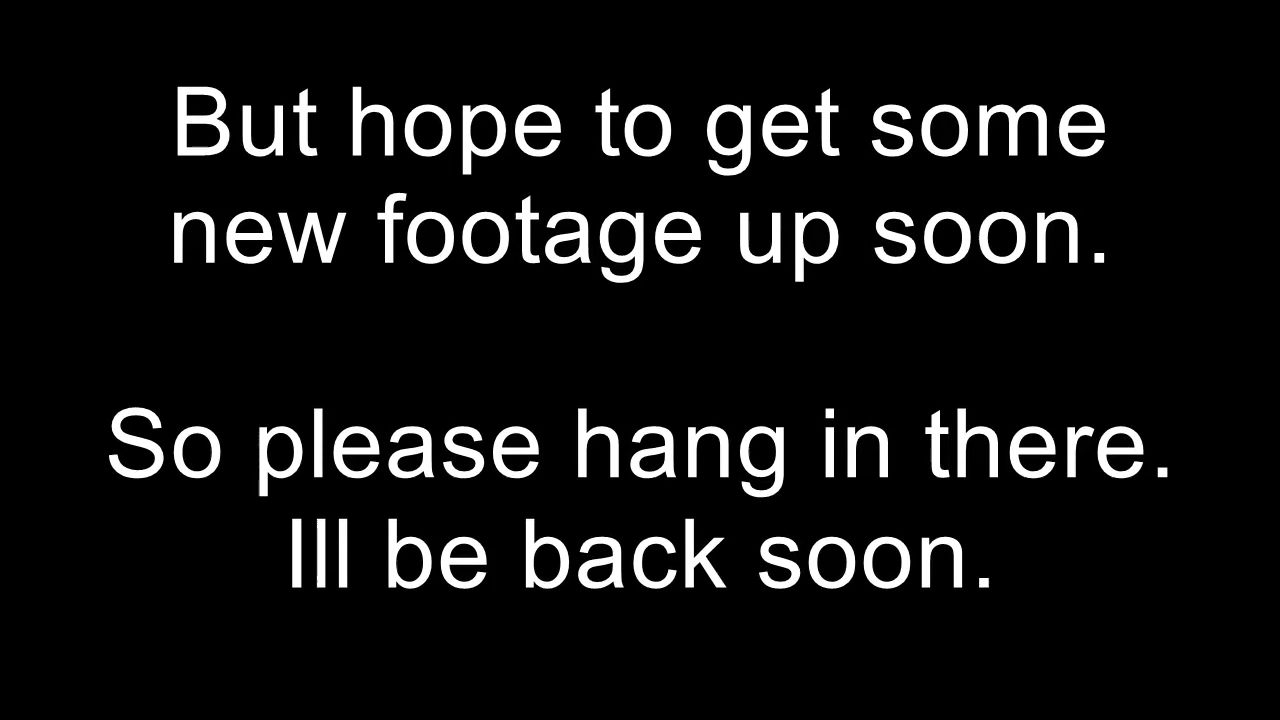 But hope to get some
new footage up soon.
So please hang in there.
Ill be back soon.